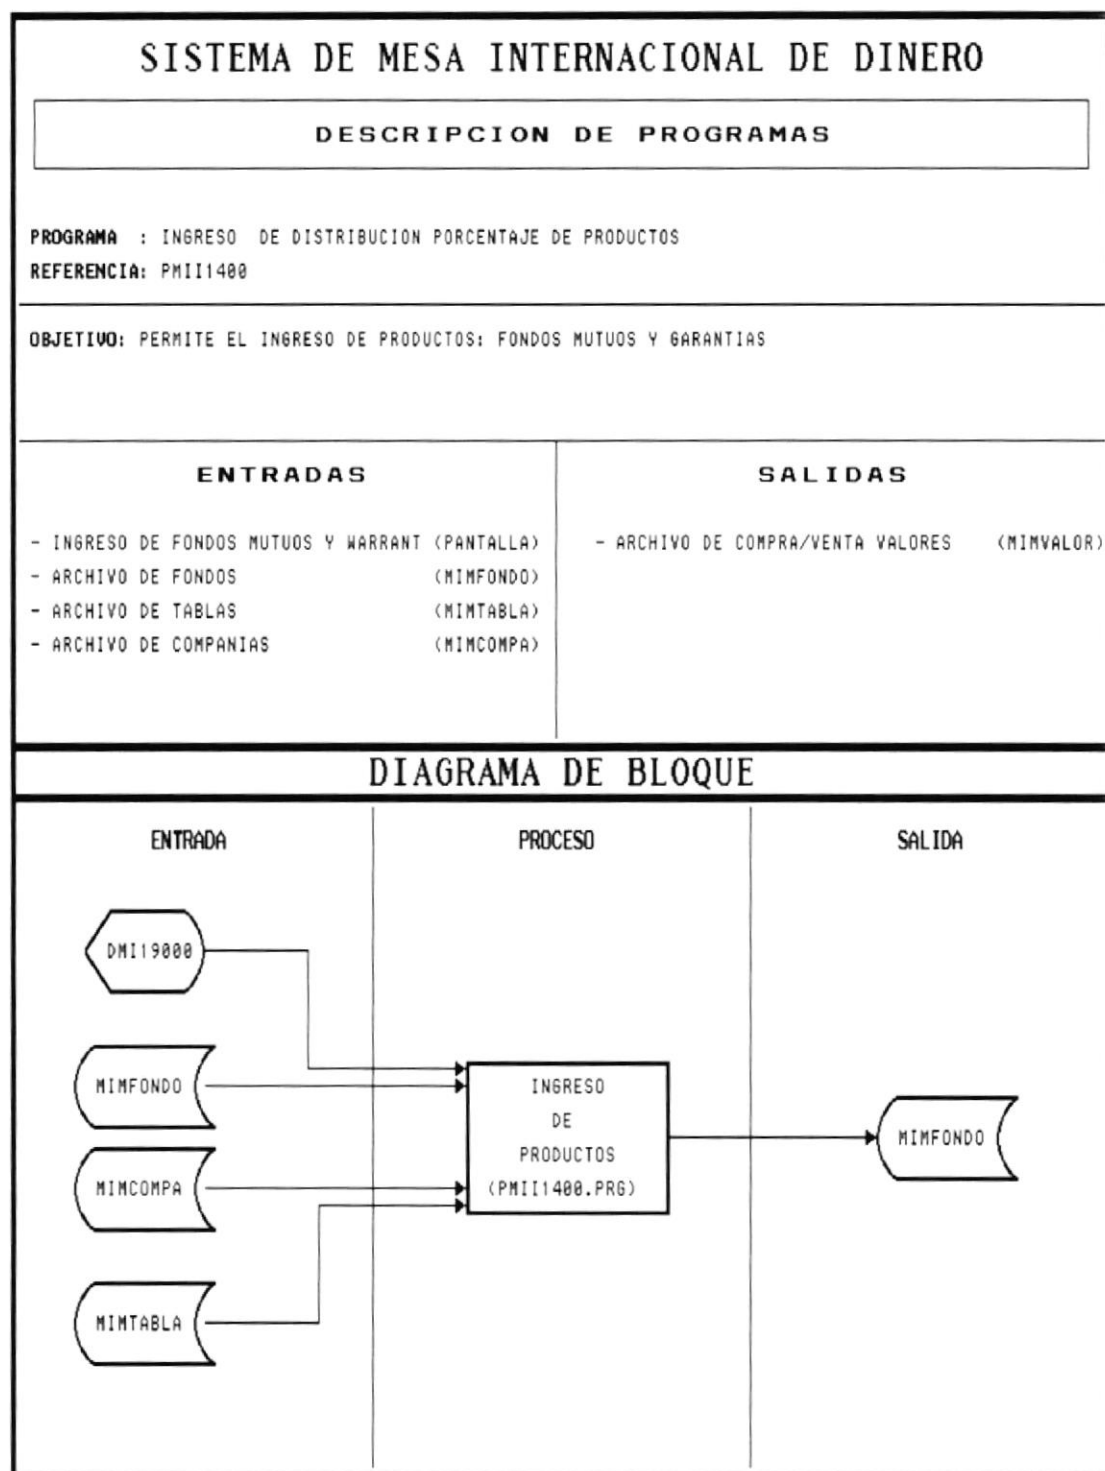 SISTEMA DE MESA INTERNACIONAL DE DINERO
DESCRIPCION DE PROGRAMAS
PROGRAMA : INGRESO DE DISTRIBUCION PORCENTAJE DE PRODUCTOS
REFERENCIA: PMII1400
OBJETIVO: PERMITE EL INGRESO DE PRODUCTOS: FONDOS MUTUOS Y GARANTIAS
ENTRADAS
- INGRESO DE FONDOS MUTUOS Y WARRANT (PANTALLA)
- ARCHIVO DE FONDOS (MIMFONDO)
- ARCHIVO DE TABLAS (MIMTABLA)
- ARCHIVO DE COMPANIAS (MIMCOMPA)
SALIDAS
- ARCHIVO DE COMPRA/VENTA VALORES (MIMVALOR)
DIAGRAMA DE BLOQUE
ENTRADA
PROCESO
SALIDA
DMI19000
MIMFONDO
MIMCOMPA
MIMTABLA
INGRESO
DE
PRODUCTOS
(PMII1400.PRG)
MIMFONDO